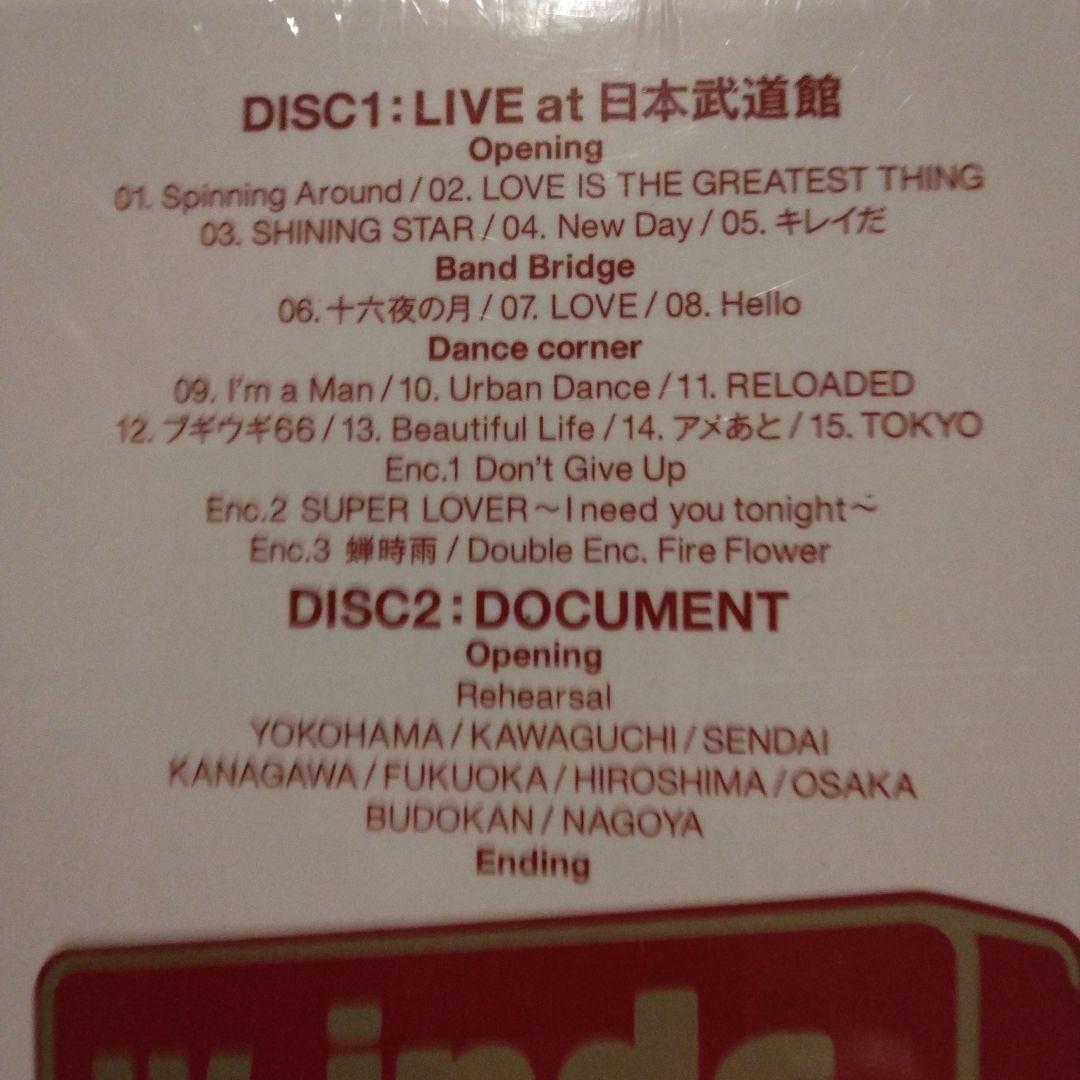 DISC1:LIVE at 日本武道館
Opening
01. Spinning Around / 02. LOVE IS THE GREATEST THING
03. SHINING STAR / 04. New Day / 05. キレイだ
Band Bridge
06. 十六夜の月 / 07. LOVE / 08. Hello
Dance corner
09. I'm a Man / 10. Urban Dance / 11. RELOADED
12. ブギウギ66 / 13. Beautiful Life / 14. アメあと / 15. TOKYO
Enc.1 Don't Give Up
Enc.2 SUPER LOVER～I need you tonight～
Enc.3 蝉時雨 / Double Enc. Fire Flower
DISC2:DOCUMENT
Opening
Rehearsal
YOKOHAMA / KAWAGUCHI / SENDAI
KANAGAWA / FUKUOKA / HIROSHIMA / OSAKA
BUDOKAN / NAGOYA
Ending
w-inds.